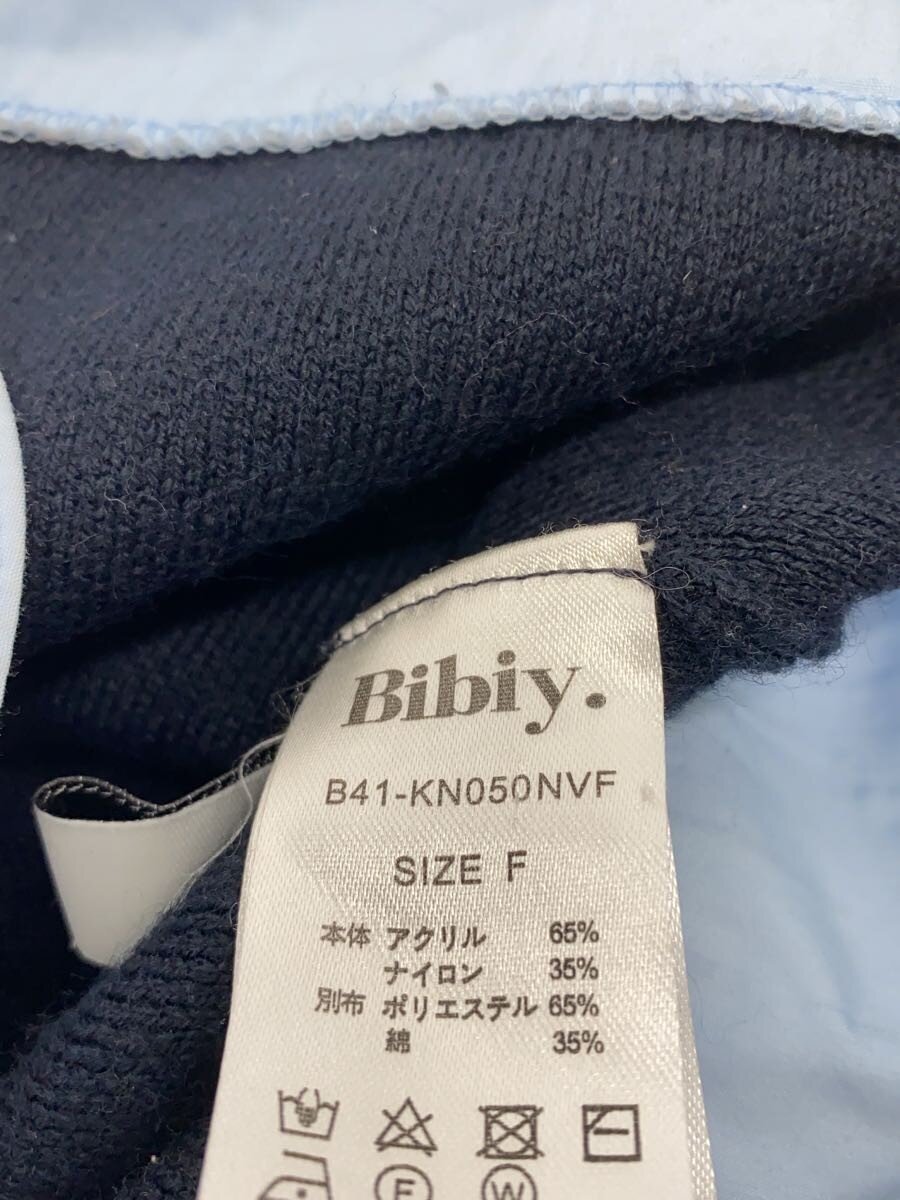 Bibiy.
B41-KN050NVF
SIZE F
本体 アクリル 65%
ナイロン 35%
別布 ポリエステル 65%
綿 35%
F W